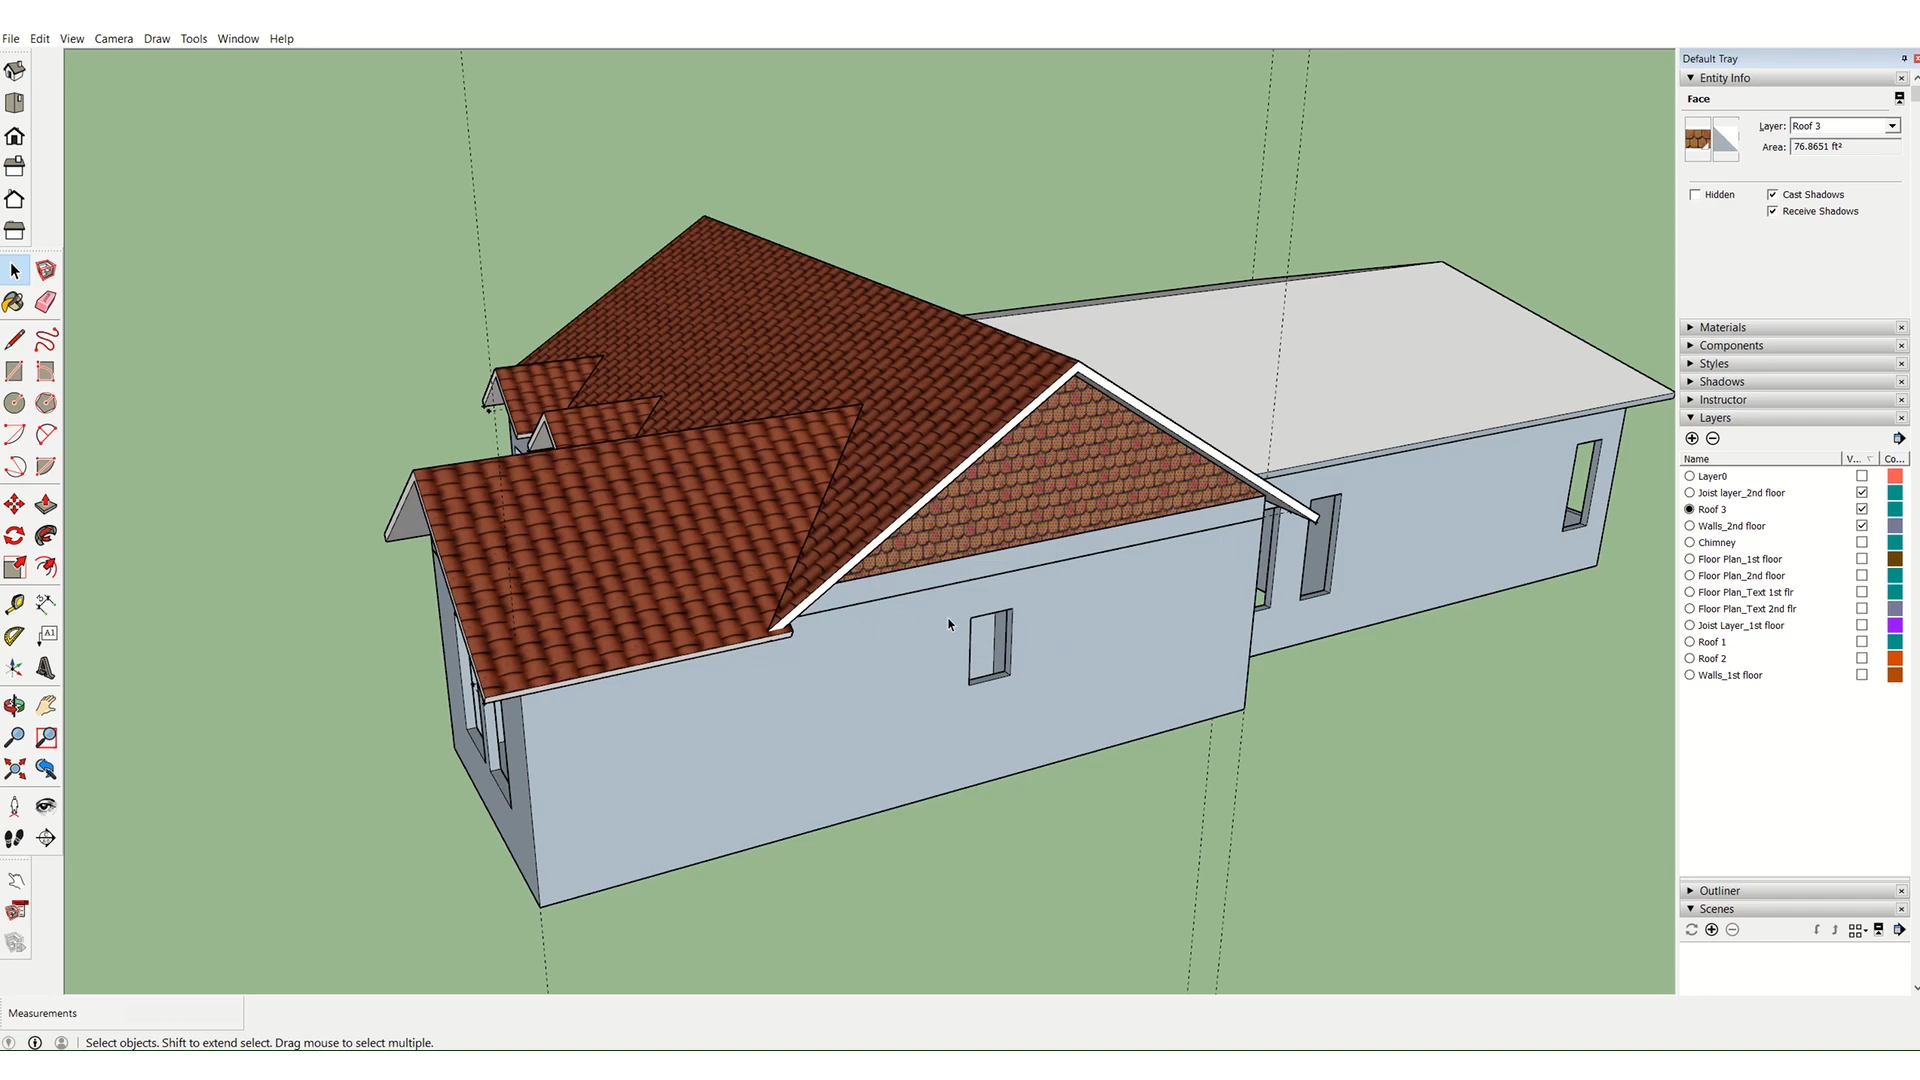 File Edit View Camera Draw Tools Window Help
Default Tray
Entity Info
Face
Layer: Roof 3
Area: 76.8651 ft²
Hidden
Cast Shadows
Receive Shadows
Materials
Components
Styles
Shadows
Instructor
Layers
Name V... Co...
Layer0
Joist layer_2nd floor
Roof 3
Walls_2nd floor
Chimney
Floor Plan_1st floor
Floor Plan_2nd floor
Floor Plan_Text 1st flr
Floor Plan_Text 2nd flr
Joist Layer_1st floor
Roof 1
Roof 2
Walls_1st floor
Outliner
Scenes
A1
Measurements
Select objects. Shift to extend select. Drag mouse to select multiple.